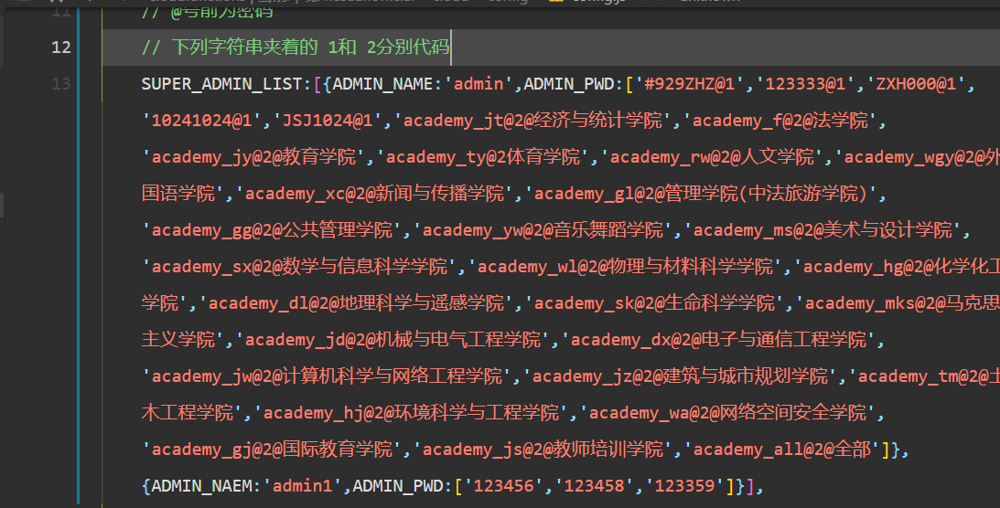 11 // @号前为密码
12 // 下列字符串夹着的 1和 2分别代码
13 SUPER_ADMIN_LIST:[{ADMIN_NAME:'admin',ADMIN_PWD:['#929ZHZ@1','123333@1','ZXH000@1',
'10241024@1','JSJ1024@1','academy_jt@2@经济与统计学院','academy_f@2@法学院',
'academy_jy@2@教育学院','academy_ty@2体育学院','academy_rw@2@人文学院','academy_wgy@2@外
国语学院','academy_xc@2@新闻与传播学院','academy_gl@2@管理学院(中法旅游学院)',
'academy_gg@2@公共管理学院','academy_yw@2@音乐舞蹈学院','academy_ms@2@美术与设计学院',
'academy_sx@2@数学与信息科学学院','academy_wl@2@物理与材料科学学院','academy_hg@2@化学化工
学院','academy_dl@2@地理科学与遥感学院','academy_sk@2@生命科学学院','academy_mks@2@马克思
主义学院','academy_jd@2@机械与电气工程学院','academy_dx@2@电子与通信工程学院',
'academy_jw@2@计算机科学与网络工程学院','academy_jz@2@建筑与城市规划学院','academy_tm@2@土
木工程学院','academy_hj@2@环境科学与工程学院','academy_wa@2@网络空间安全学院',
'academy_gj@2@国际教育学院','academy_js@2@教师培训学院','academy_all@2@全部']},
{ADMIN_NAEM:'admin1',ADMIN_PWD:['123456','123458','123359']}],